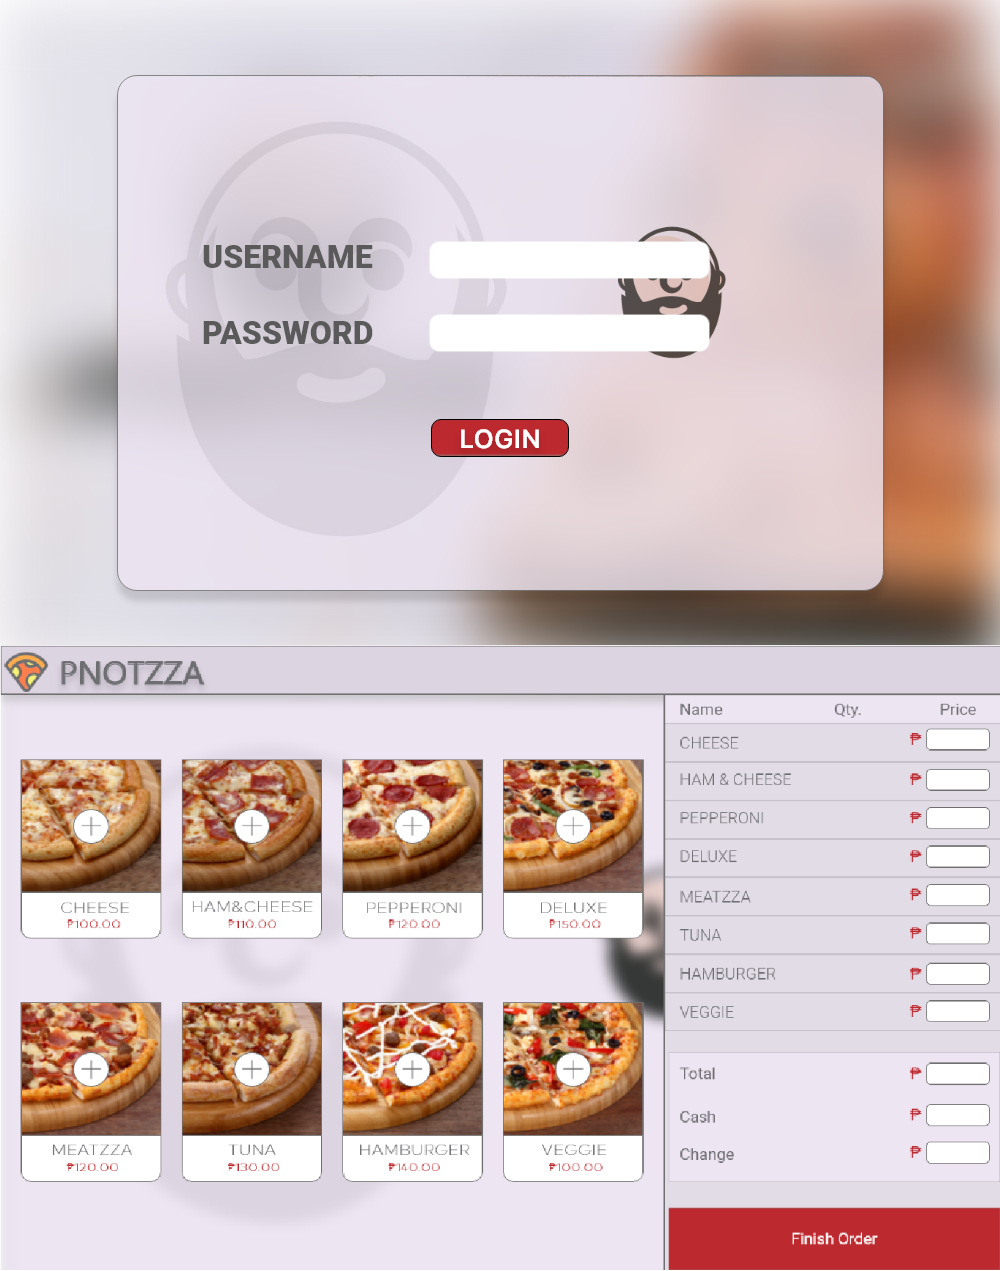 USERNAME
PASSWORD
LOGIN
PNOTZZA
Name Qty. Price
CHEESE ₱
HAM & CHEESE ₱
PEPPERONI ₱
DELUXE ₱
MEATZZA ₱
TUNA ₱
HAMBURGER ₱
VEGGIE ₱
CHEESE
₱100.00
HAM&CHEESE
₱110.00
PEPPERONI
₱120.00
DELUXE
₱150.00
MEATZZA
₱120.00
TUNA
₱130.00
HAMBURGER
₱140.00
VEGGIE
₱100.00
Total ₱
Cash ₱
Change ₱
Finish Order